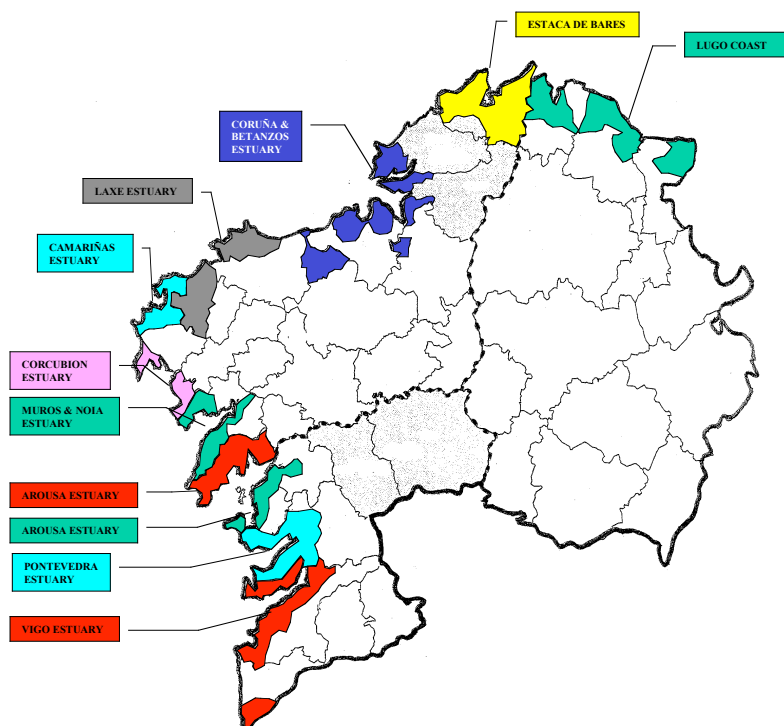 ESTACA DE BARES
LUGO COAST
CORUÑA &
BETANZOS
ESTUARY
LAXE ESTUARY
CAMARIÑAS
ESTUARY
CORCUBION
ESTUARY
MUROS & NOIA
ESTUARY
AROUSA ESTUARY
AROUSA ESTUARY
PONTEVEDRA
ESTUARY
VIGO ESTUARY